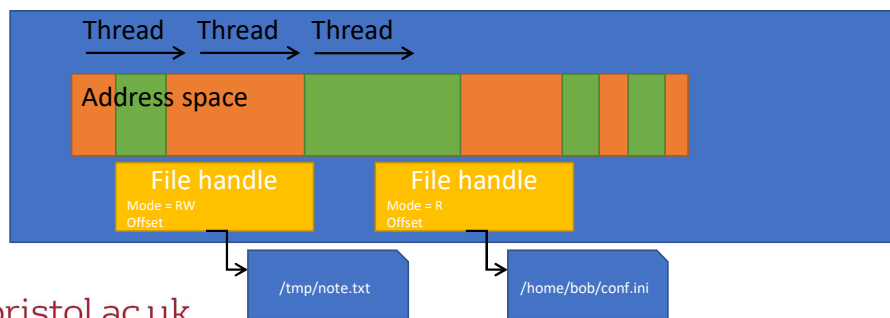 Thread Thread Thread
Address space
File handle File handle
Mode = RW Mode = R
Offset Offset
/tmp/note.txt /home/bob/conf.ini
bristol.ac.uk